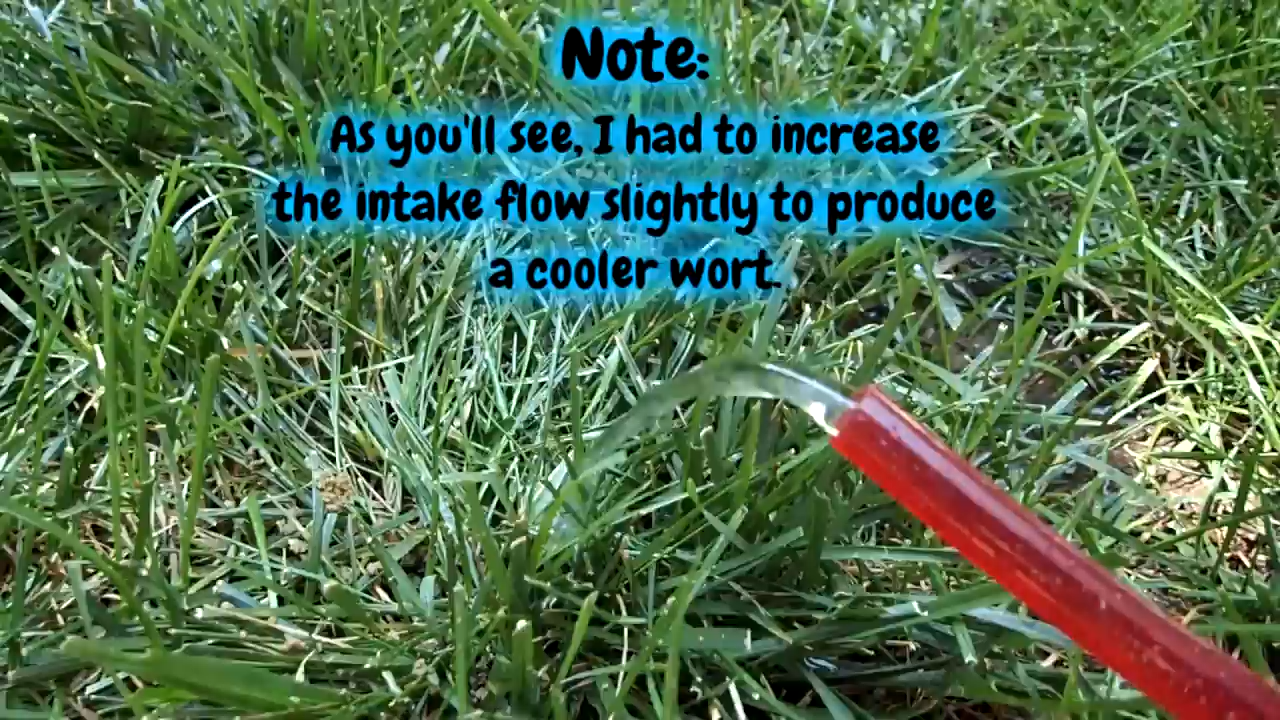 Note:
As you'll see, I had to increase
the intake flow slightly to produce
a cooler wort.